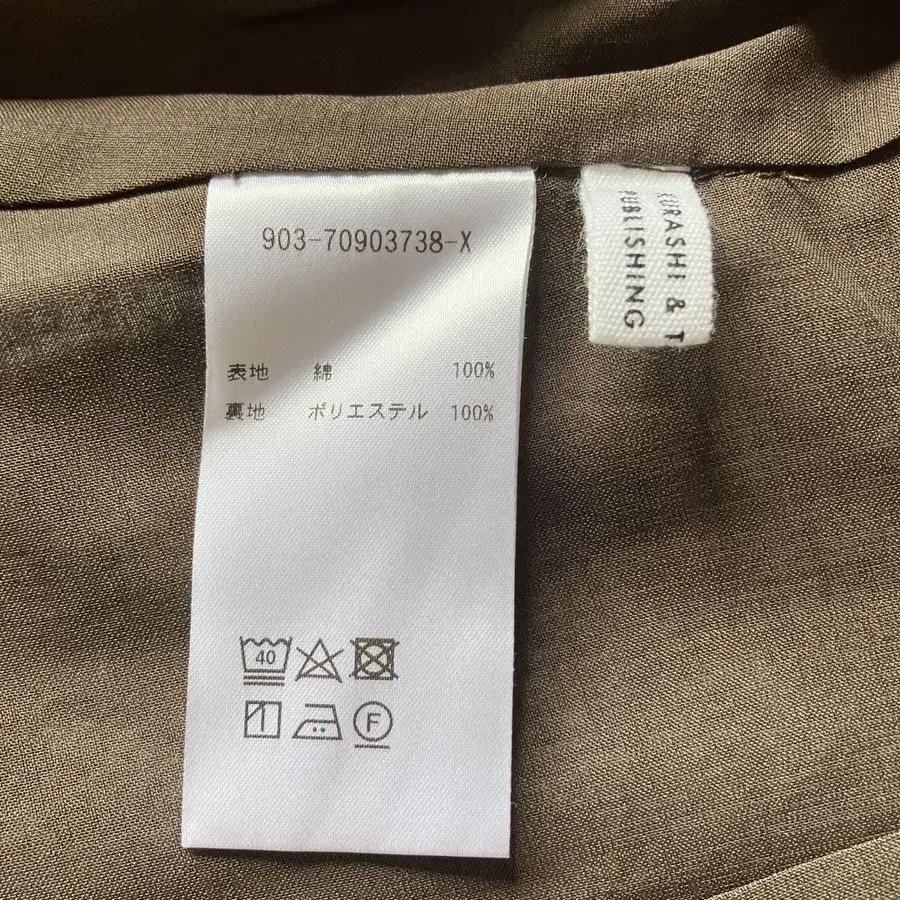 903-70903738-X
表地 綿 100%
裏地 ポリエステル 100%
40
F
KURASHI & T
PUBLISHING